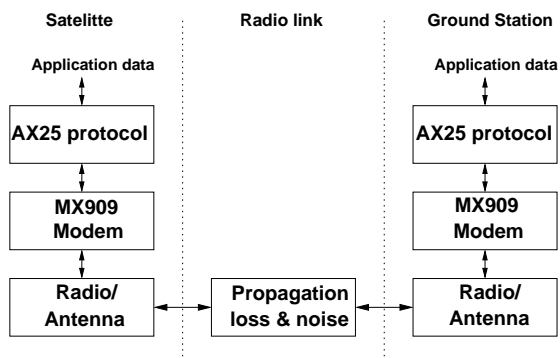 Satelitte
Radio link
Ground Station
Application data
Application data
AX25 protocol
AX25 protocol
MX909
Modem
MX909
Modem
Radio/
Antenna
Propagation
loss & noise
Radio/
Antenna